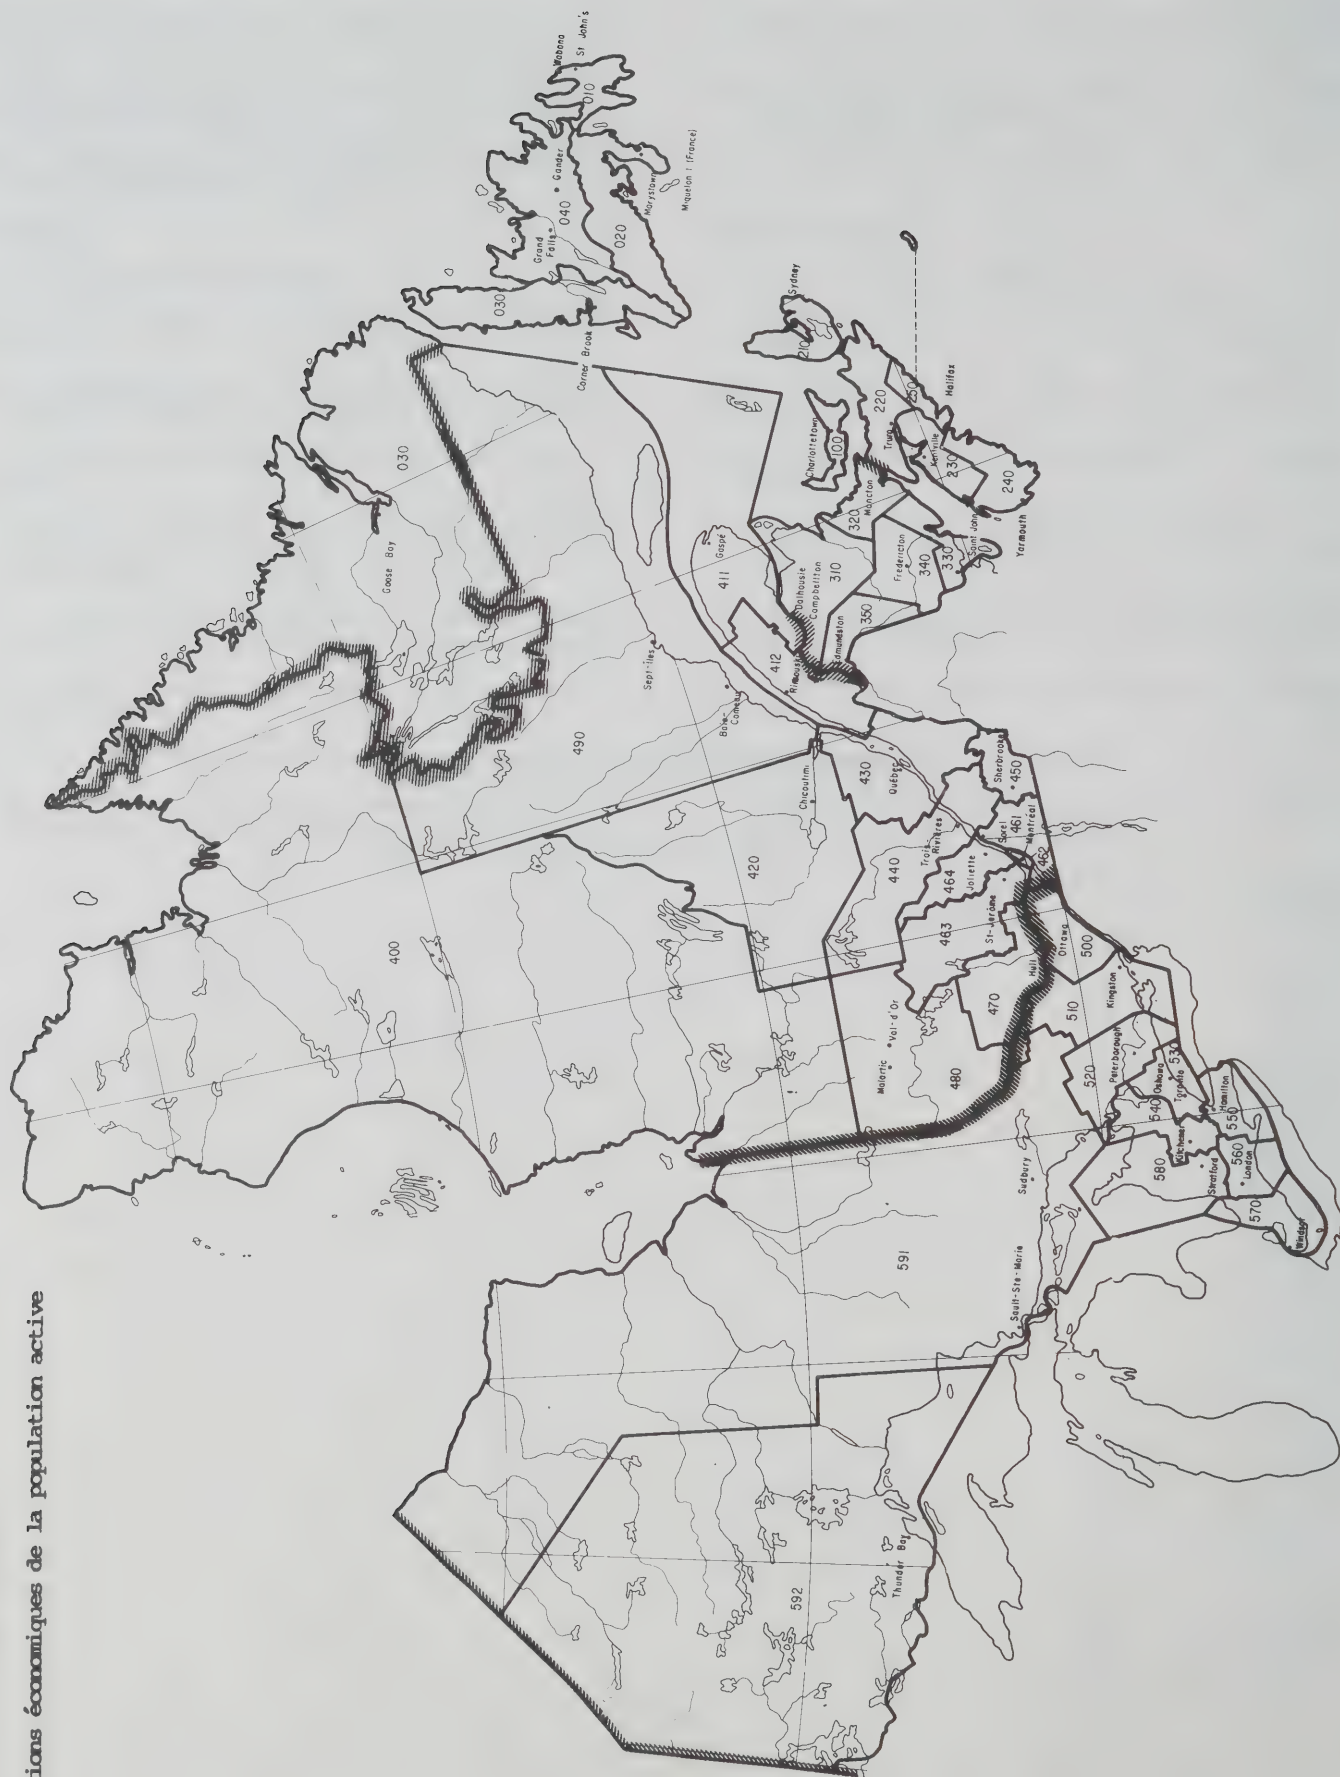 ions économiques de la population active
Wabana
St John's
010
Gander
040
Grand
Falls
020
Marystown
Miquelon I (France)
030
Corner Brook
030
Goose Bay
Sydney
210
220
Truro
250
Halifax
Charlottetown
100
Kentville
230
240
Yarmouth
Moncton
320
Saint John
330
Fredericton
340
310
Dalhousie
Campbellton
350
Edmundston
Gaspé
411
412
Rimouski
Sept-Iles
Baie-
Comeau
490
400
420
Chicoutimi
430
Québec
Sherbrooke
450
Sorel
461
Montréal
462
Trois-
Rivières
440
464
Joliette
463
St-Jérôme
Malartic
Val-d'Or
480
470
Hull
Ottawa
500
510
Kingston
Peterborough
520
530
Oshawa
Toronto
540
Hamilton
550
Kitchener
580
Stratford
560
London
570
Windsor
Sudbury
591
Sault-Ste-Marie
592
Thunder Bay